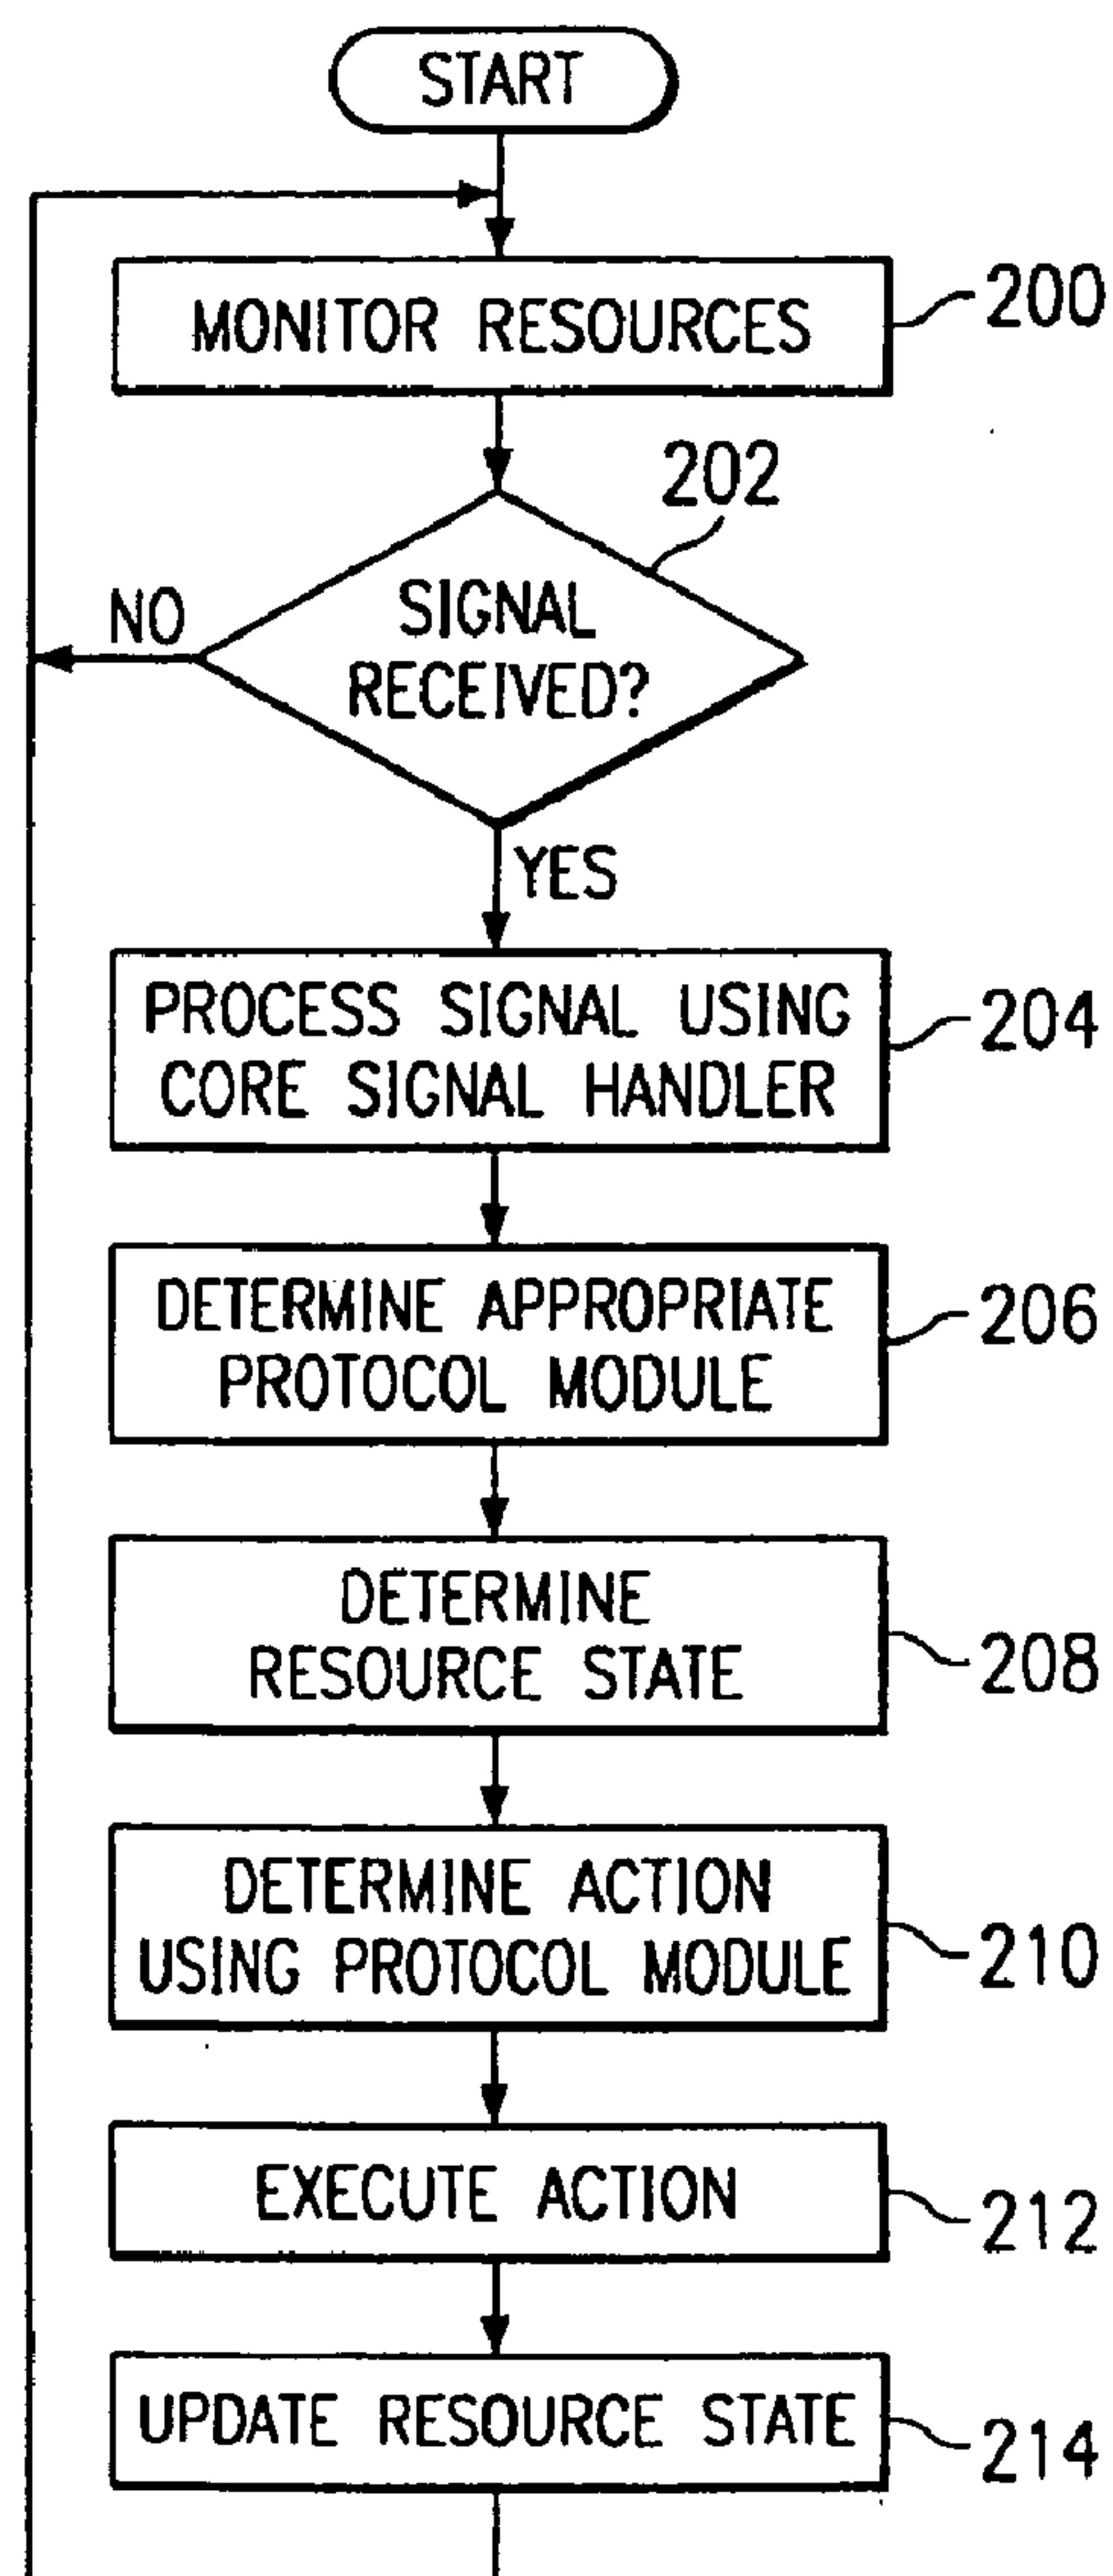 START
MONITOR RESOURCES
200
202
SIGNAL
RECEIVED?
NO
YES
PROCESS SIGNAL USING
CORE SIGNAL HANDLER
204
DETERMINE APPROPRIATE
PROTOCOL MODULE
206
DETERMINE
RESOURCE STATE
208
DETERMINE ACTION
USING PROTOCOL MODULE
210
EXECUTE ACTION
212
UPDATE RESOURCE STATE
214